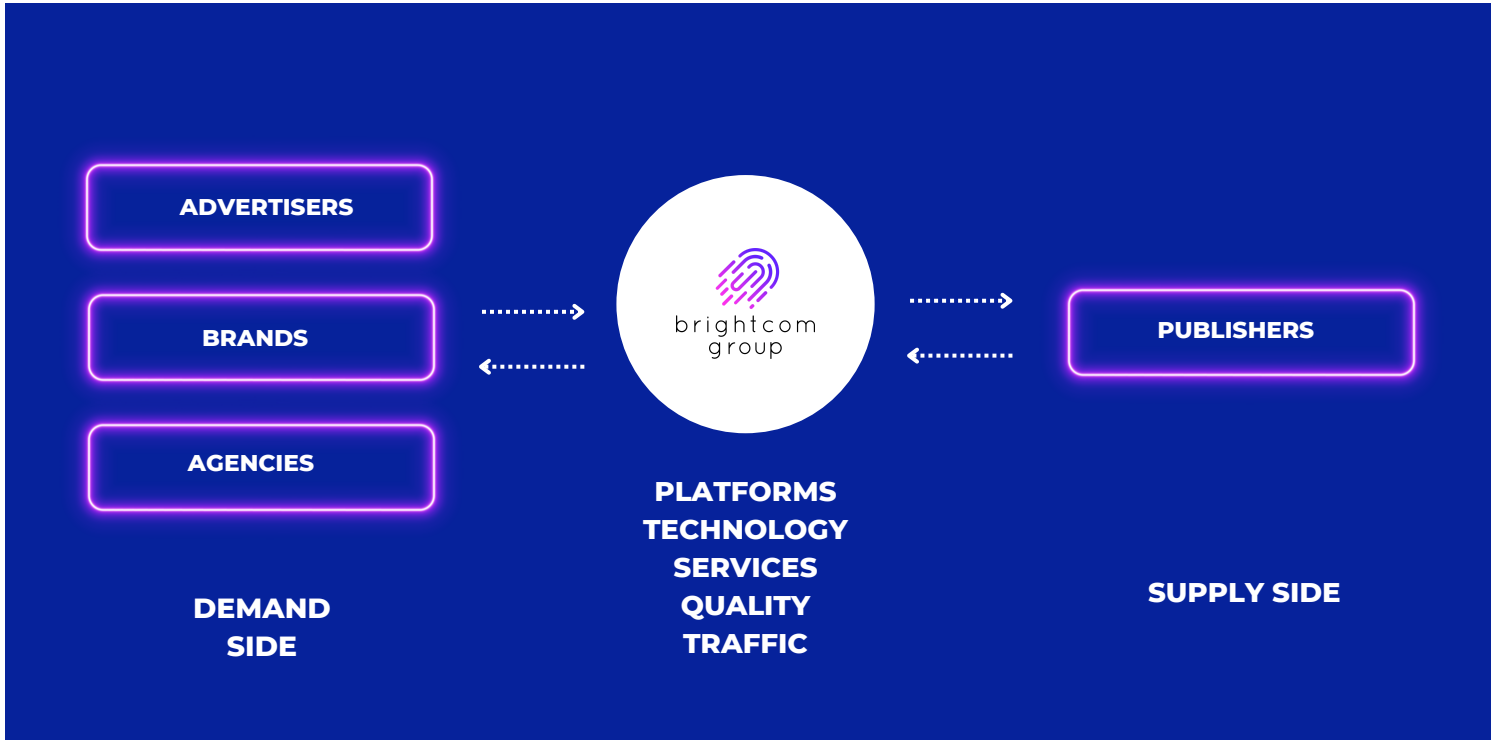 ADVERTISERS
BRANDS
AGENCIES
DEMAND
SIDE
brightcom
group
PLATFORMS
TECHNOLOGY
SERVICES
QUALITY
TRAFFIC
PUBLISHERS
SUPPLY SIDE